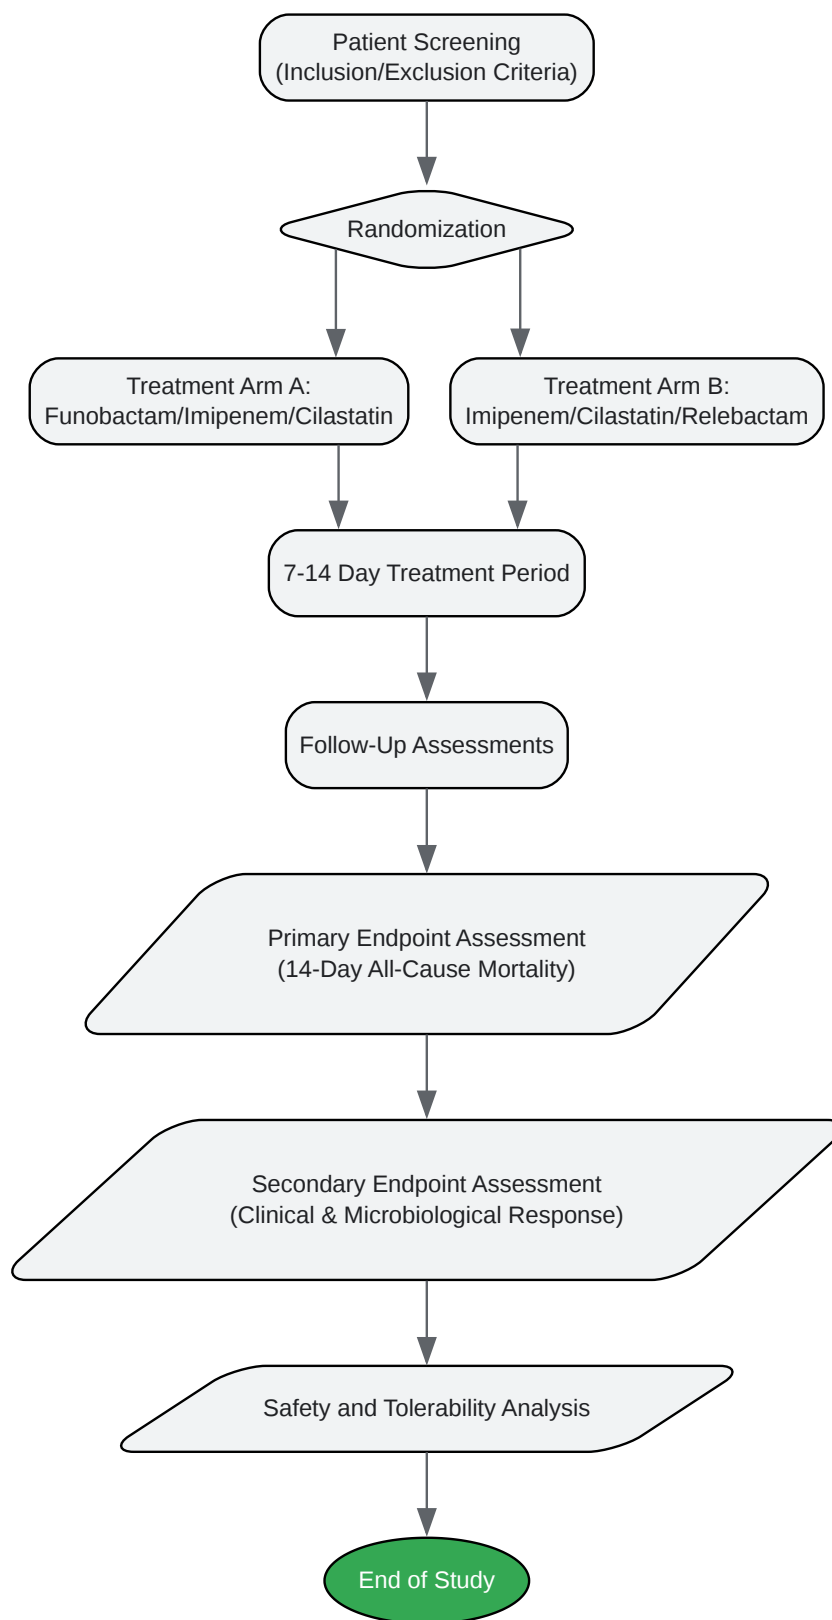 Patient Screening
(Inclusion/Exclusion Criteria)
Randomization
Treatment Arm A:
Funobactam/Imipenem/Cilastatin
Treatment Arm B:
Imipenem/Cilastatin/Relebactam
7-14 Day Treatment Period
Follow-Up Assessments
Primary Endpoint Assessment
(14-Day All-Cause Mortality)
Secondary Endpoint Assessment
(Clinical & Microbiological Response)
Safety and Tolerability Analysis
End of Study